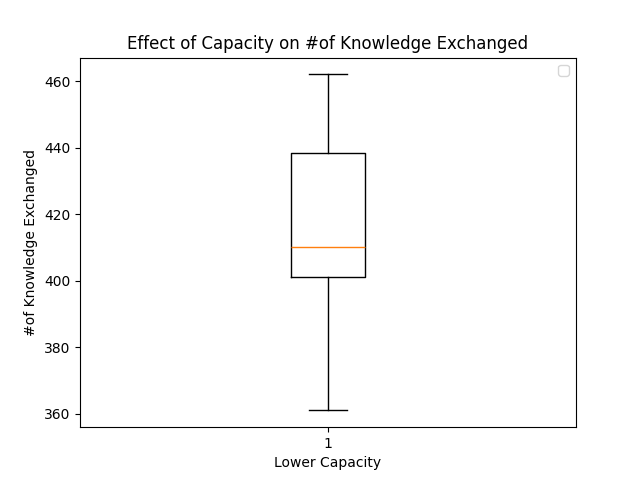 Effect of Capacity on #of Knowledge Exchanged
460
440
420
400
380
360
#of Knowledge Exchanged
1
Lower Capacity